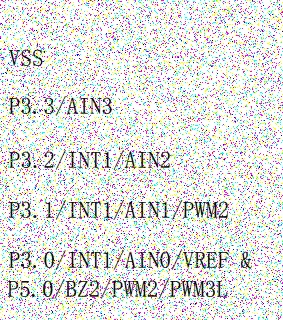 VSS
P3.3/AIN3
P3.2/INT1/AIN2
P3.1/INT1/AIN1/PWM2
P3.0/INT1/AIN0/VREF &
P5.0/BZ2/PWM2/PWM3L